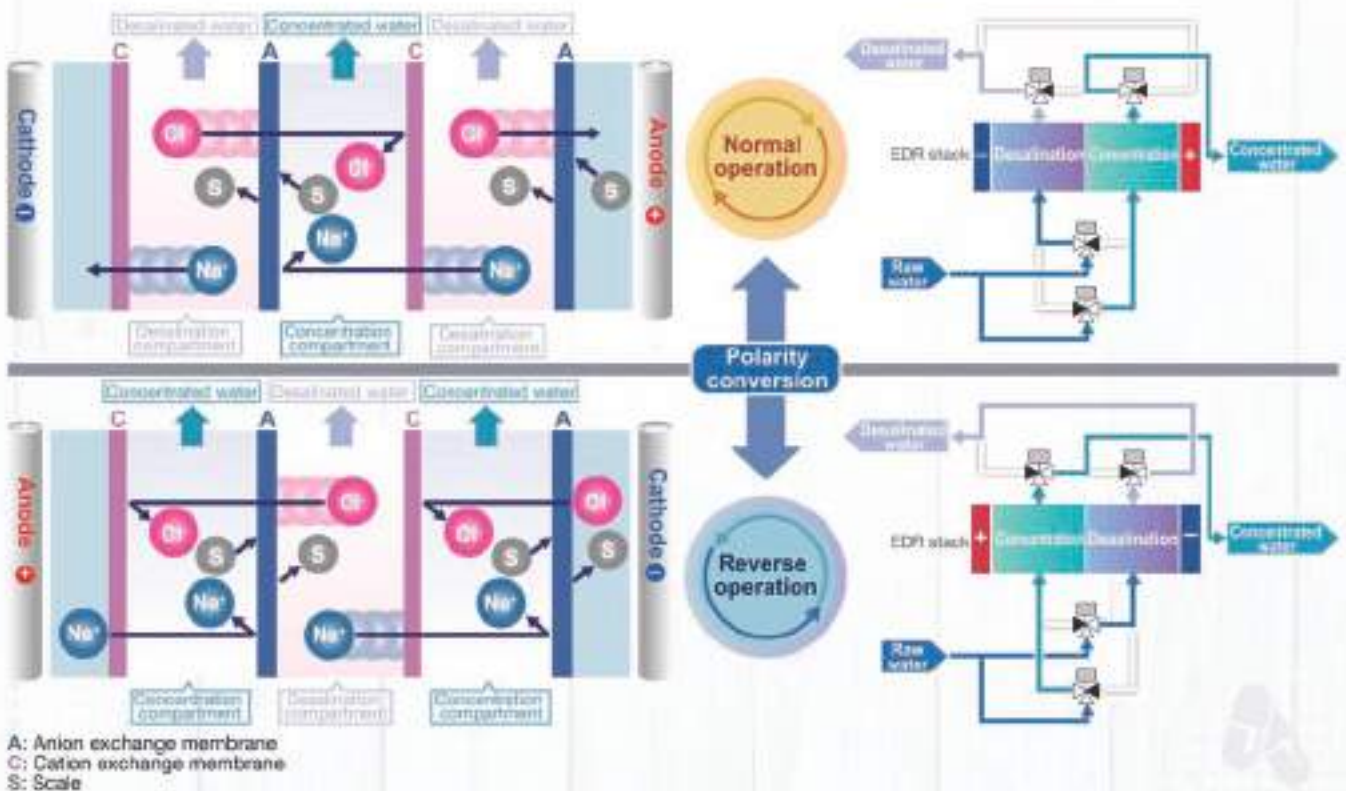 Desalinated water
Concentrated water
Desalinated water
C
A
C
A
Cathode −
Cl-
Cl-
Cl-
S
S
S
S
Na+
Na+
Na+
Anode +
Desalination
compartment
Concentration
compartment
Desalination
compartment
Normal
operation
Desalinated
water
EDR stack
−
Desalination
Concentration
+
Concentrated
water
Raw
water
Polarity
conversion
Concentrated water
Desalinated water
Concentrated water
C
A
C
A
Anode +
Cl-
Cl-
Cl-
Cl-
S
S
S
S
Na+
Na+
Na+
Na+
Cathode −
Concentration
compartment
Desalination
compartment
Concentration
compartment
Reverse
operation
Desalinated
water
EDR stack
+
Concentration
Desalination
−
Concentrated
water
Raw
water
A: Anion exchange membrane
C: Cation exchange membrane
S: Scale